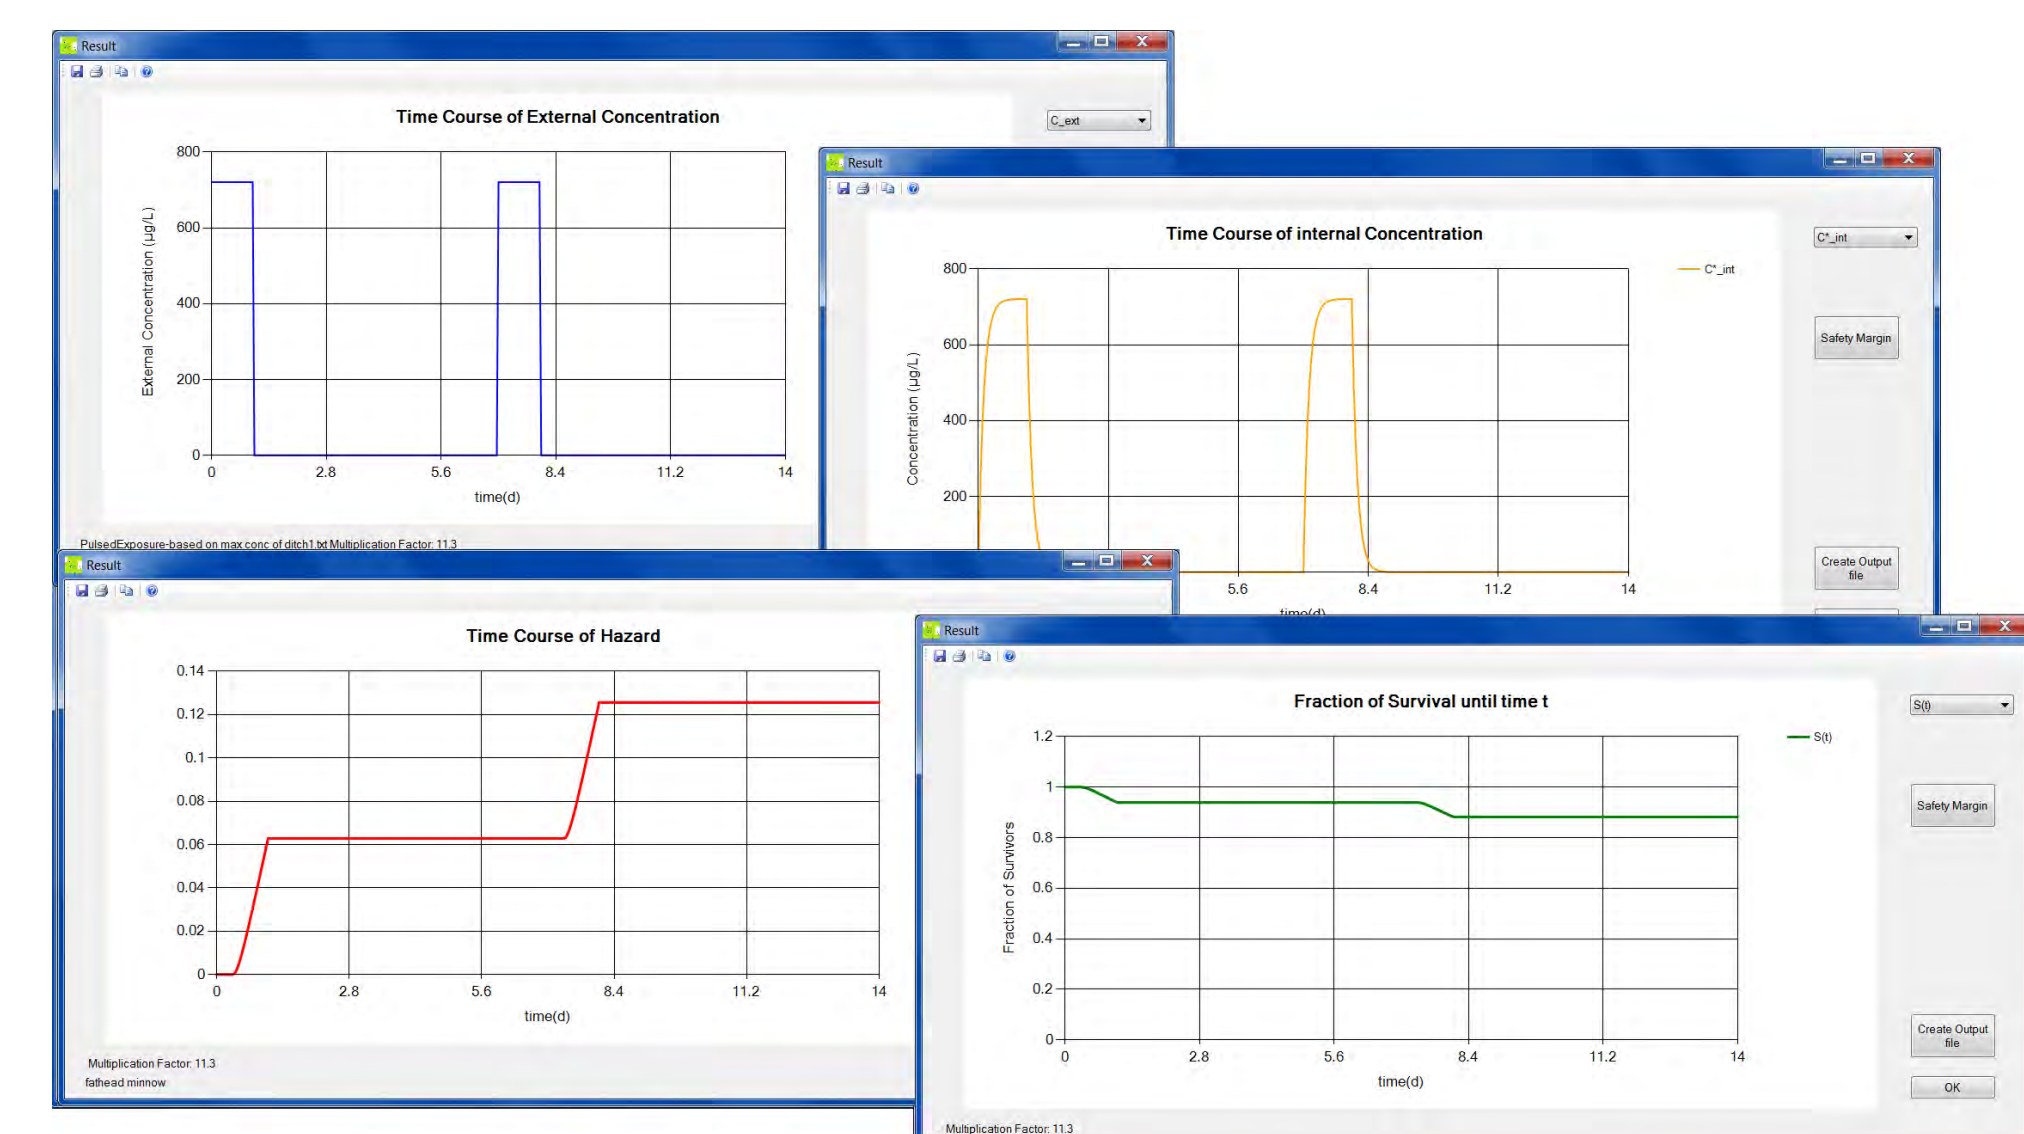 Result
Time Course of External Concentration
C_ext
800
600
400
200
0
External Concentration (µg/L)
0 2.8 5.6 8.4 11.2 14
time(d)
PulsedExposure-based on max conc of ditch1.txt Multiplication Factor: 11.3
Result
Time Course of internal Concentration
C*_int
C*_int
800
600
400
200
Concentration (µg/L)
Safety Margin
Create Output
file
5.6 8.4 11.2 14
time(d)
Result
Time Course of Hazard
0.14
0.12
0.1
0.08
0.06
0.04
0.02
0
0 2.8 5.6 8.4 11.2 14
time(d)
Multiplication Factor: 11.3
fathead minnow
Result
Fraction of Survival until time t
S(t)
S(t)
1.2
1
0.8
0.6
0.4
0.2
0
Fraction of Survivors
Safety Margin
Create Output
file
OK
0 2.8 5.6 8.4 11.2 14
time(d)
Multiplication Factor: 11.3